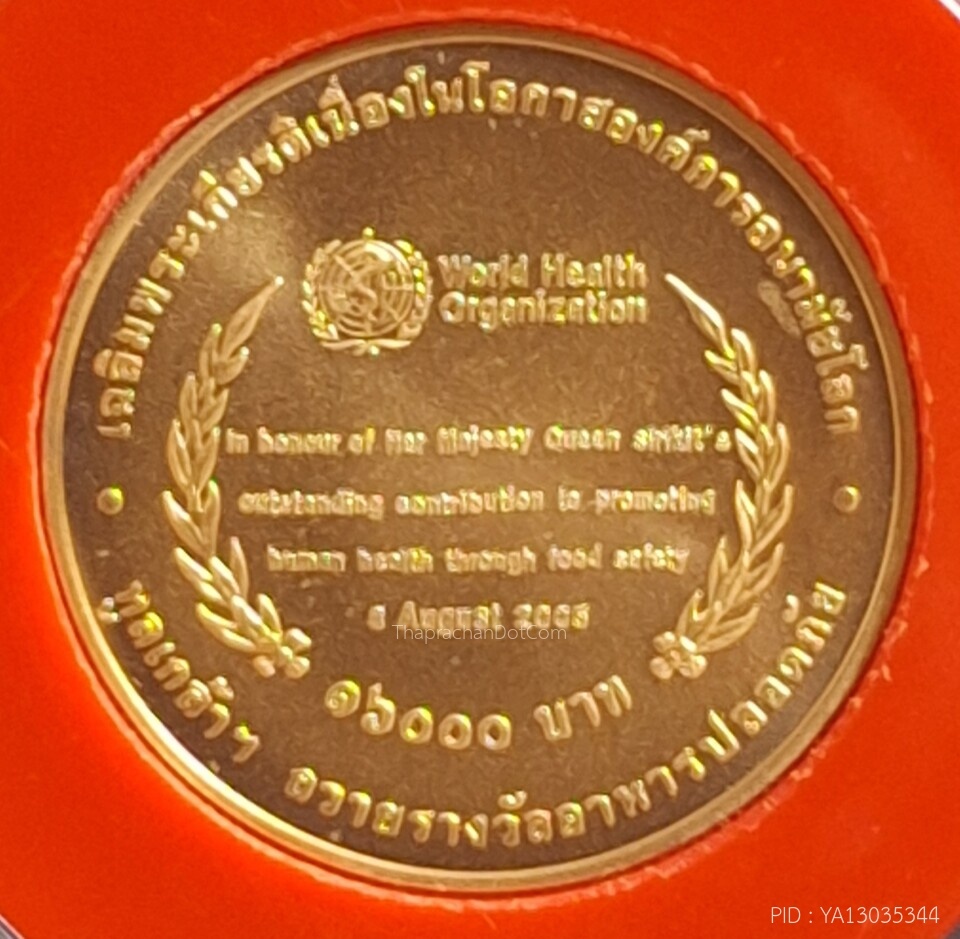 เฉลิมพระเกียรติเนื่องในโอกาสองค์การอนามัยโลก
World Health
Organization
In honour of Her Majesty Queen Sirikit's
outstanding contribution to promoting
human health through food safety
August 2005
ThaprachanDotCom
๑๖๐๐๐ บาท
ทูลเกล้าฯ ถวายรางวัลอาหารปลอดภัย
PID : YA13035344